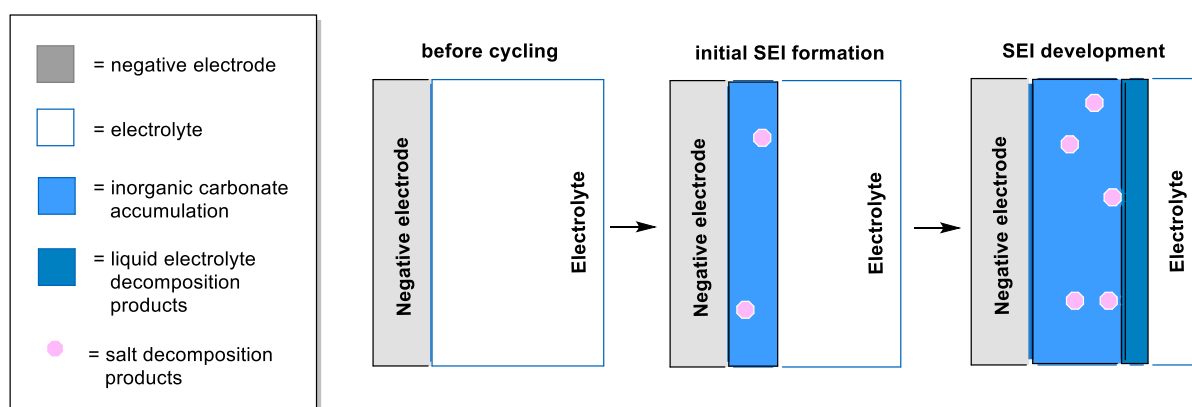 = negative electrode
= electrolyte
= inorganic carbonate
accumulation
= liquid electrolyte
decomposition
products
= salt decomposition
products
before cycling
Negative electrode
Electrolyte
initial SEI formation
Negative electrode
Electrolyte
SEI development
Negative electrode
Electrolyte